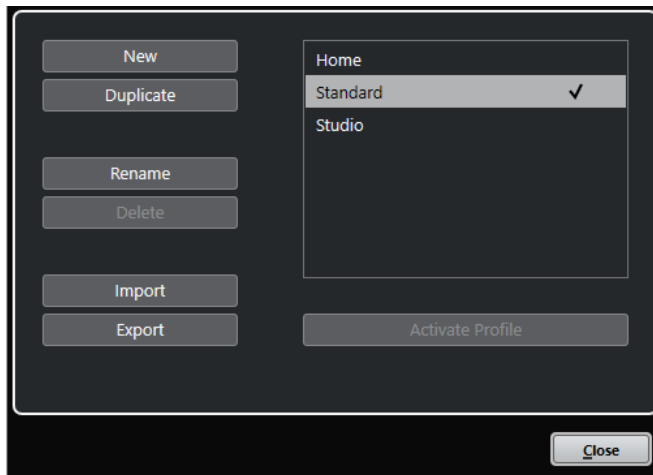 New
Duplicate
Rename
Delete
Import
Export
Home
Standard
Studio
Activate Profile
Close